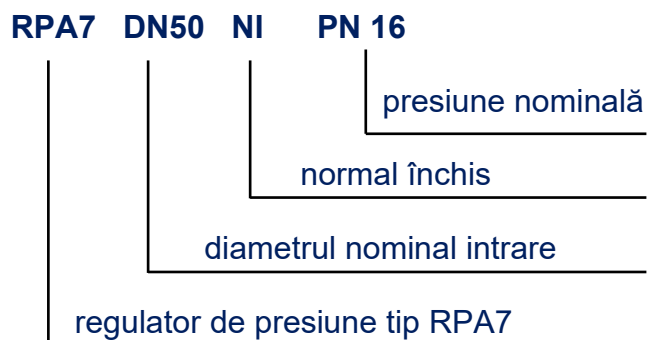 RPA7 DN50 NI PN 16
presiune nominală
normal închis
diametrul nominal intrare
regulator de presiune tip RPA7